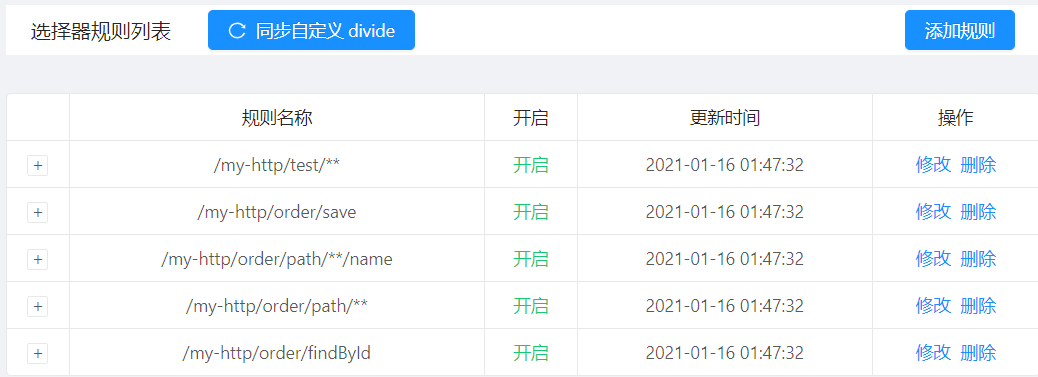 选择器规则列表 同步自定义 divide 添加规则
规则名称 开启 更新时间 操作
+ /my-http/test/** 开启 2021-01-16 01:47:32 修改 删除
+ /my-http/order/save 开启 2021-01-16 01:47:32 修改 删除
+ /my-http/order/path/**/name 开启 2021-01-16 01:47:32 修改 删除
+ /my-http/order/path/** 开启 2021-01-16 01:47:32 修改 删除
+ /my-http/order/findById 开启 2021-01-16 01:47:32 修改 删除